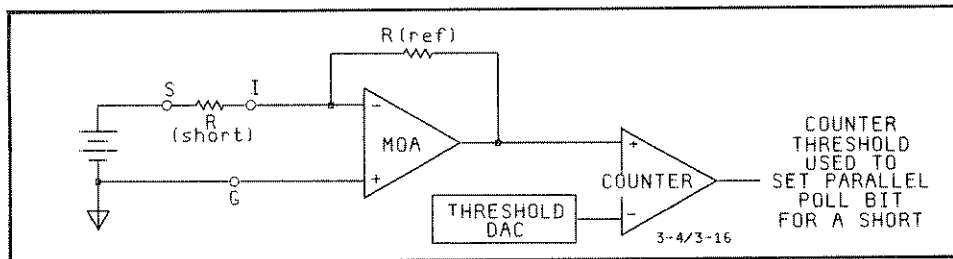 R(ref)
S
I
R
(short)
-
MOA
+
G
+
COUNTER
-
THRESHOLD
DAC
3-4/3-16
COUNTER
THRESHOLD
USED TO
SET PARALLEL
POLL BIT
FOR A SHORT